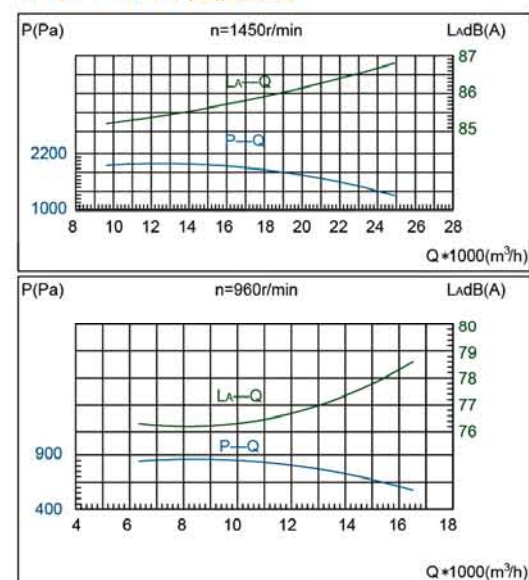 P(Pa) n=1450r/min LAdB(A)
87
LA—Q
86
85
P—Q
2200
1000
8 10 12 14 16 18 20 22 24 26 28
Q*1000(m³/h)
P(Pa) n=960r/min LAdB(A)
80
79
78
LA—Q
77
76
P—Q
900
400
4 6 8 10 12 14 16 18
Q*1000(m³/h)